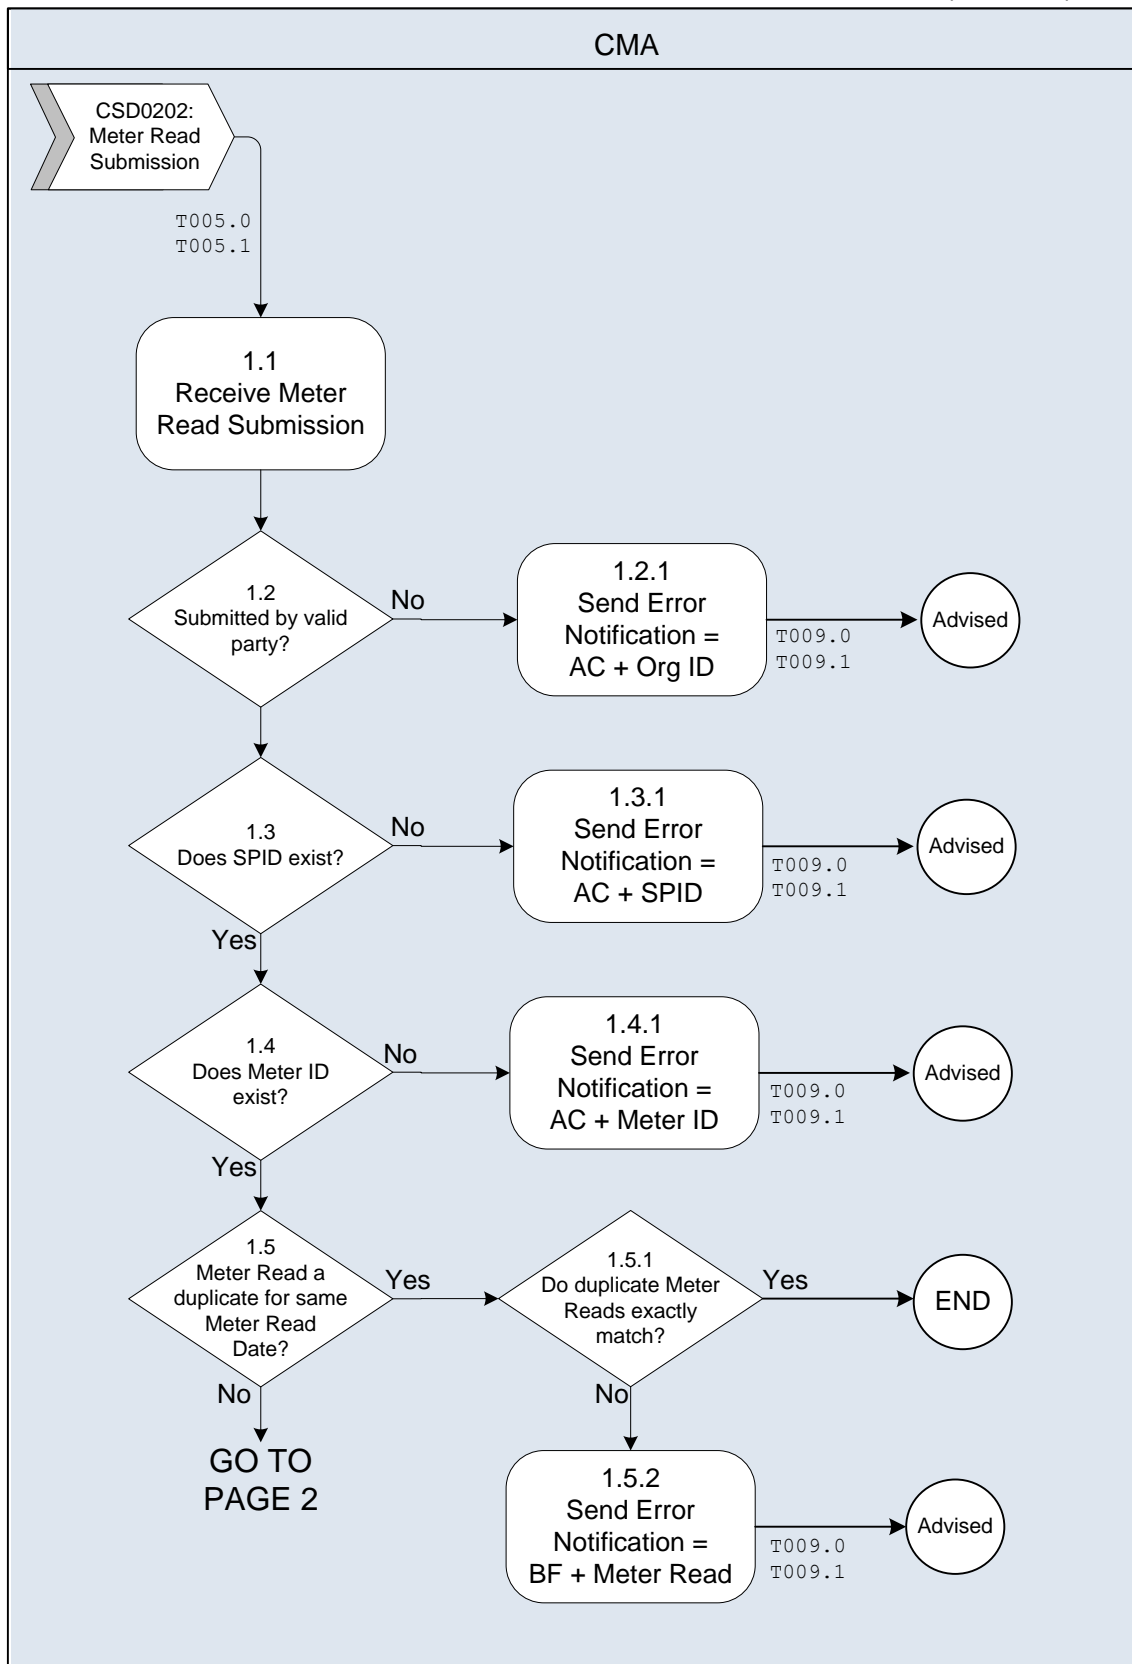 CMA
CSD0202:
Meter Read
Submission
T005.0
T005.1
1.1
Receive Meter
Read Submission
1.2
Submitted by valid
party?
No
1.2.1
Send Error
Notification =
AC + Org ID
T009.0
T009.1
Advised
1.3
Does SPID exist?
No
1.3.1
Send Error
Notification =
AC + SPID
T009.0
T009.1
Advised
Yes
1.4
Does Meter ID
exist?
No
1.4.1
Send Error
Notification =
AC + Meter ID
T009.0
T009.1
Advised
Yes
1.5
Meter Read a
duplicate for same
Meter Read
Date?
Yes
1.5.1
Do duplicate Meter
Reads exactly
match?
Yes
END
No
GO TO
PAGE 2
No
1.5.2
Send Error
Notification =
BF + Meter Read
T009.0
T009.1
Advised